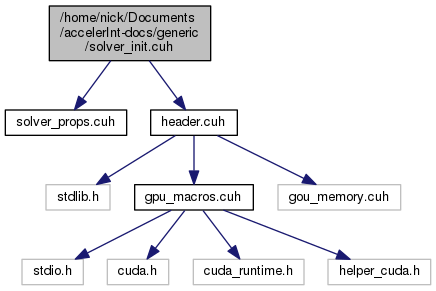 /home/nick/Documents
/accelerInt-docs/generic
/solver_init.cuh
solver_props.cuh
header.cuh
stdlib.h
gpu_macros.cuh
gou_memory.cuh
stdio.h
cuda.h
cuda_runtime.h
helper_cuda.h